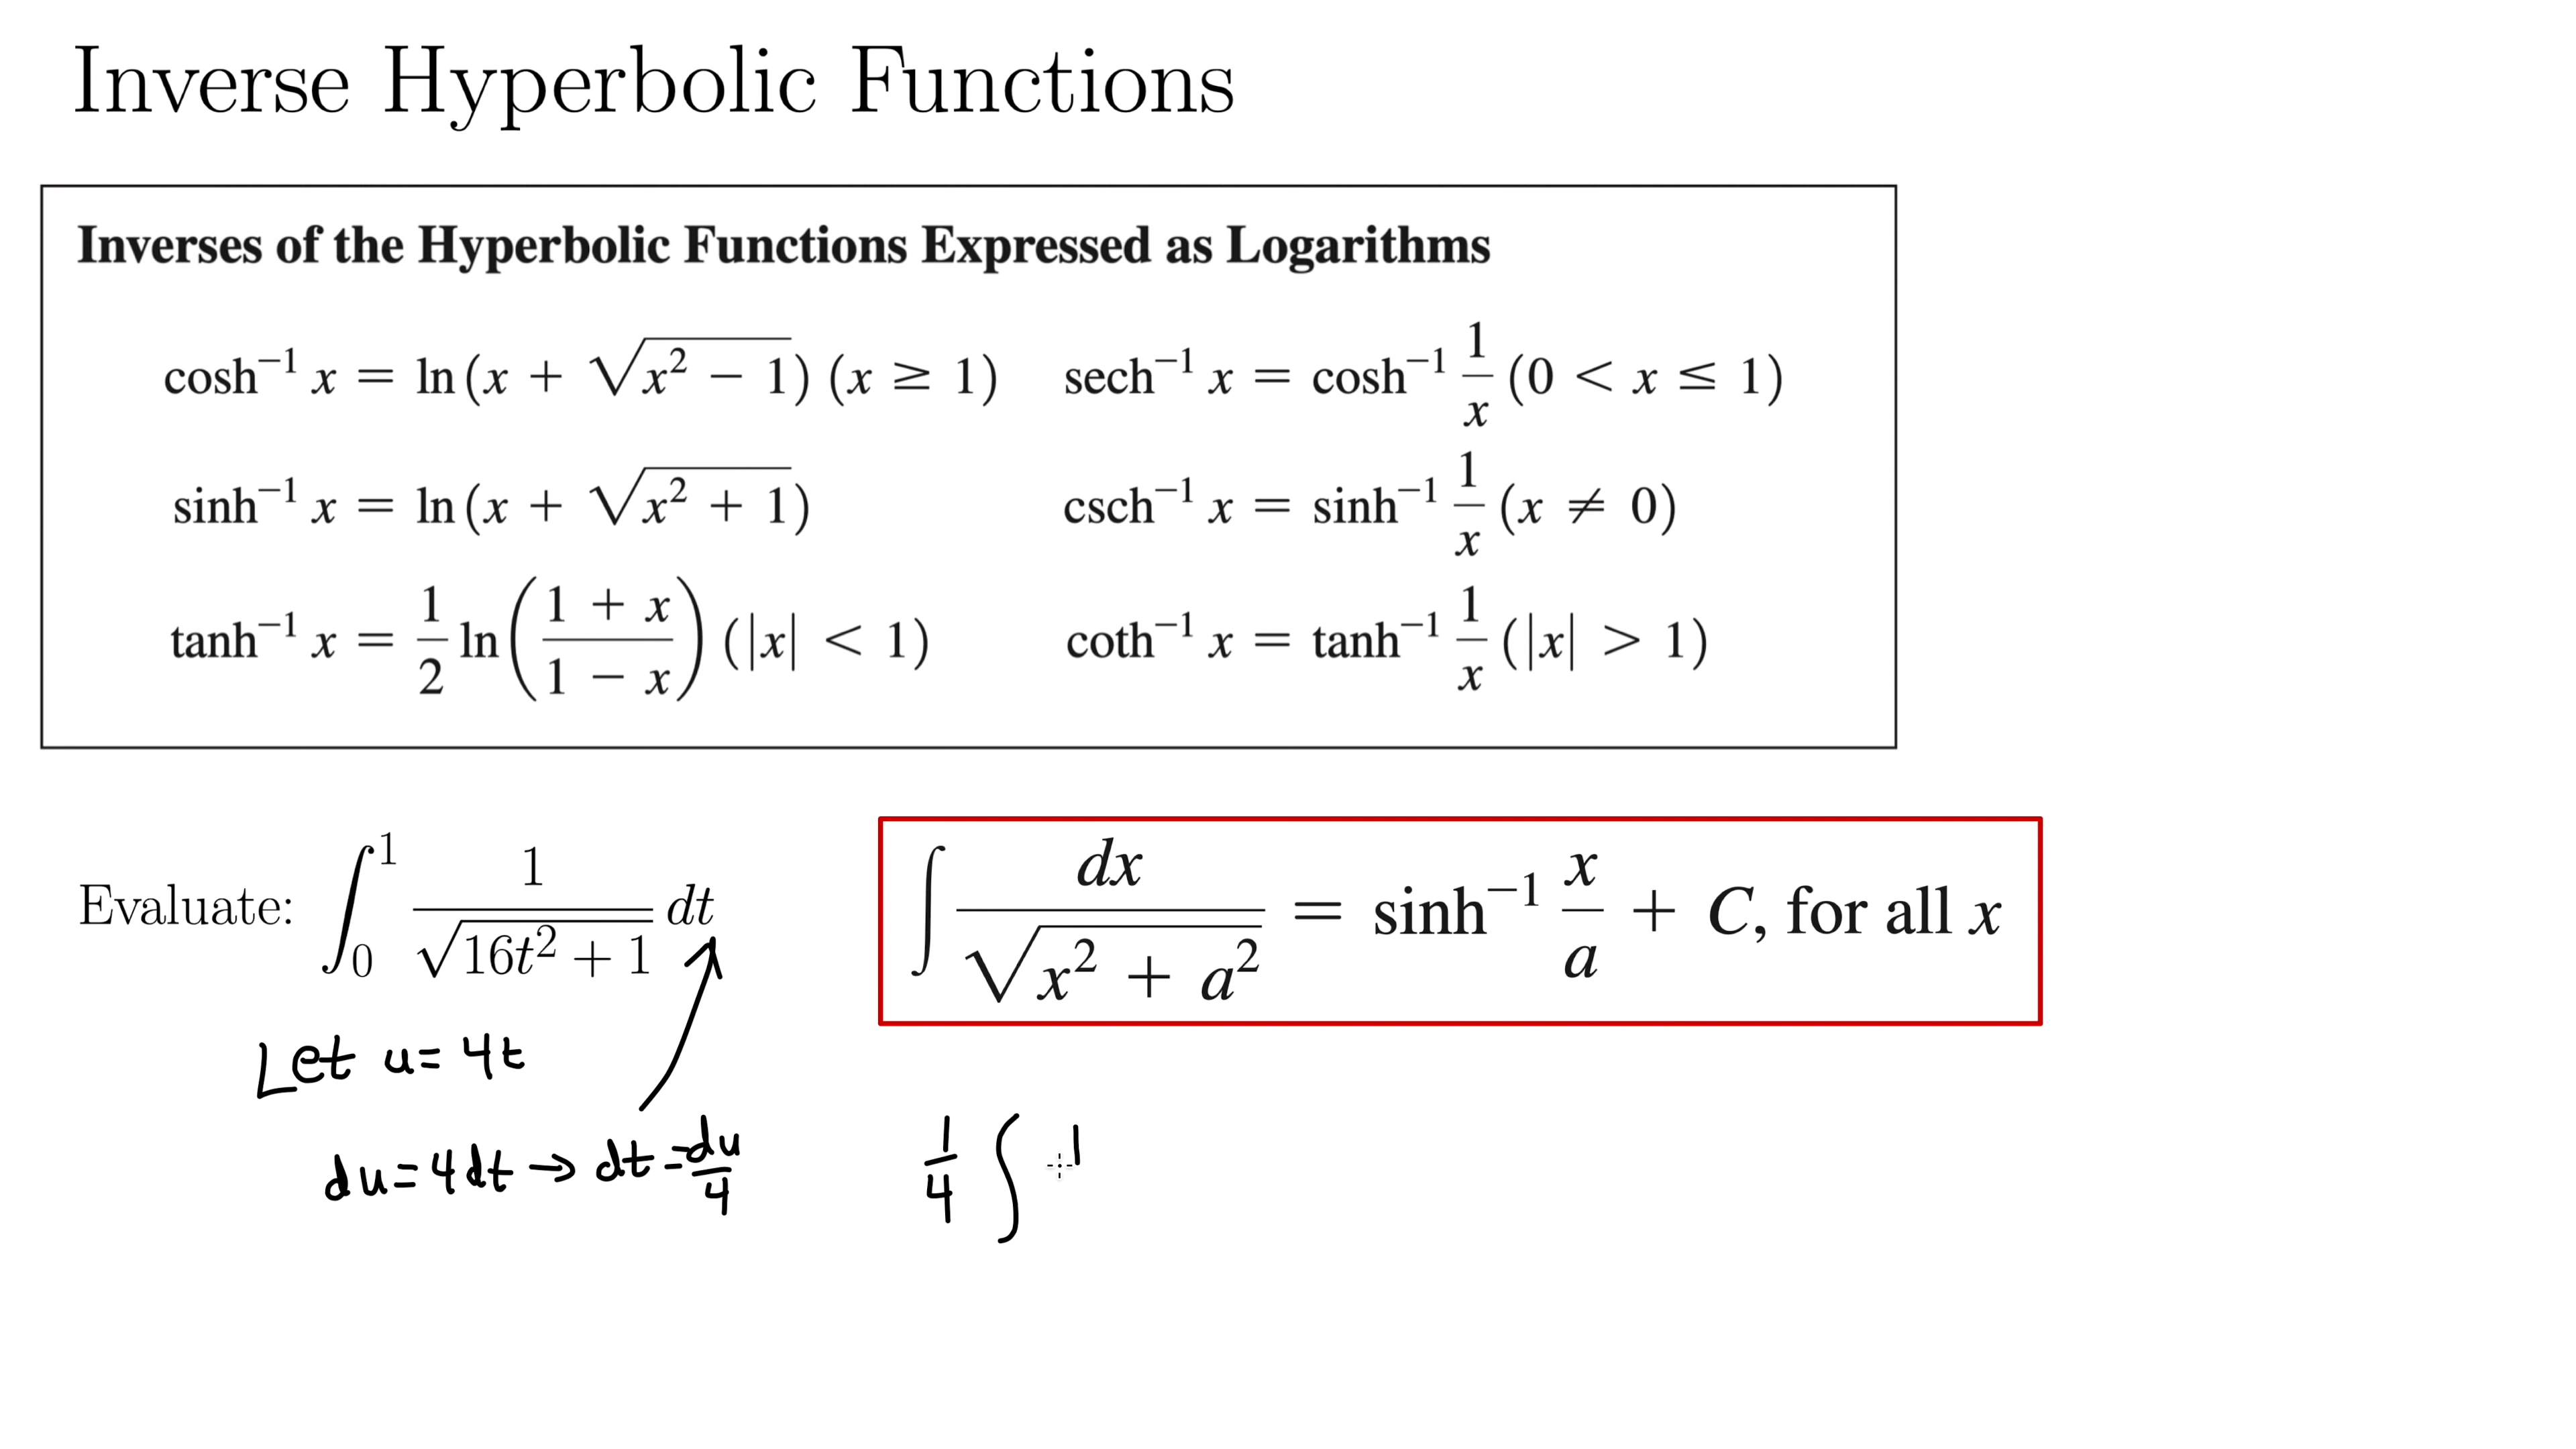 Inverse Hyperbolic Functions
Inverses of the Hyperbolic Functions Expressed as Logarithms
cosh⁻¹ x = ln(x + √(x² − 1)) (x ≥ 1)   sech⁻¹ x = cosh⁻¹ 1/x (0 < x ≤ 1)
sinh⁻¹ x = ln(x + √(x² + 1))   csch⁻¹ x = sinh⁻¹ 1/x (x ≠ 0)
tanh⁻¹ x = 1/2 ln((1 + x)/(1 − x)) (|x| < 1)   coth⁻¹ x = tanh⁻¹ 1/x (|x| > 1)
Evaluate: ∫₀¹ 1/√(16t² + 1) dt
∫ dx/√(x² + a²) = sinh⁻¹ x/a + C, for all x
Let u = 4t
du = 4dt → dt = du/4
1/4 ∫ 1